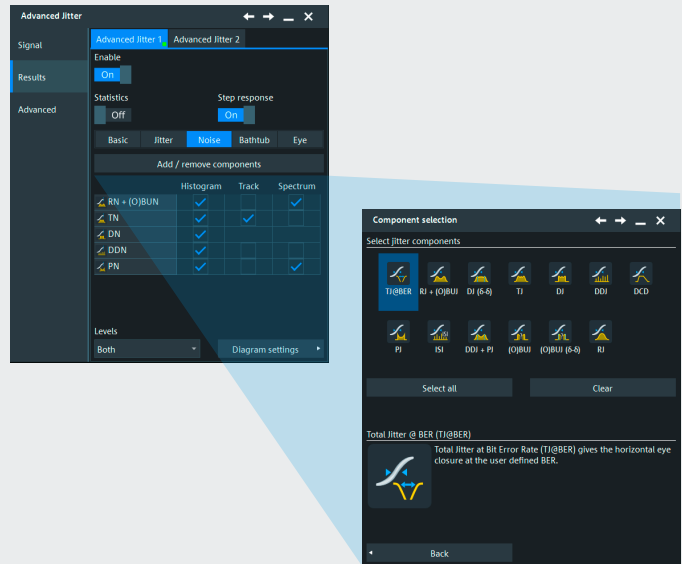 Advanced Jitter
Signal
Results
Advanced
Advanced Jitter 1 Advanced Jitter 2
Enable
On
Statistics Step response
Off On
Basic Jitter Noise Bathtub Eye
Add / remove components
Histogram Track Spectrum
RN + (O)BUN
TN
DN
DDN
PN
Levels
Both Diagram settings
Component selection
Select jitter components
TJ@BER RJ + (O)BUJ DJ (δ-δ) TJ DJ DDJ DCD
PJ ISI DDJ + PJ (O)BUJ (O)BUJ (δ-δ) RJ
Select all Clear
Total Jitter @ BER (TJ@BER)
Total Jitter at Bit Error Rate (TJ@BER) gives the horizontal eye
closure at the user defined BER.
Back